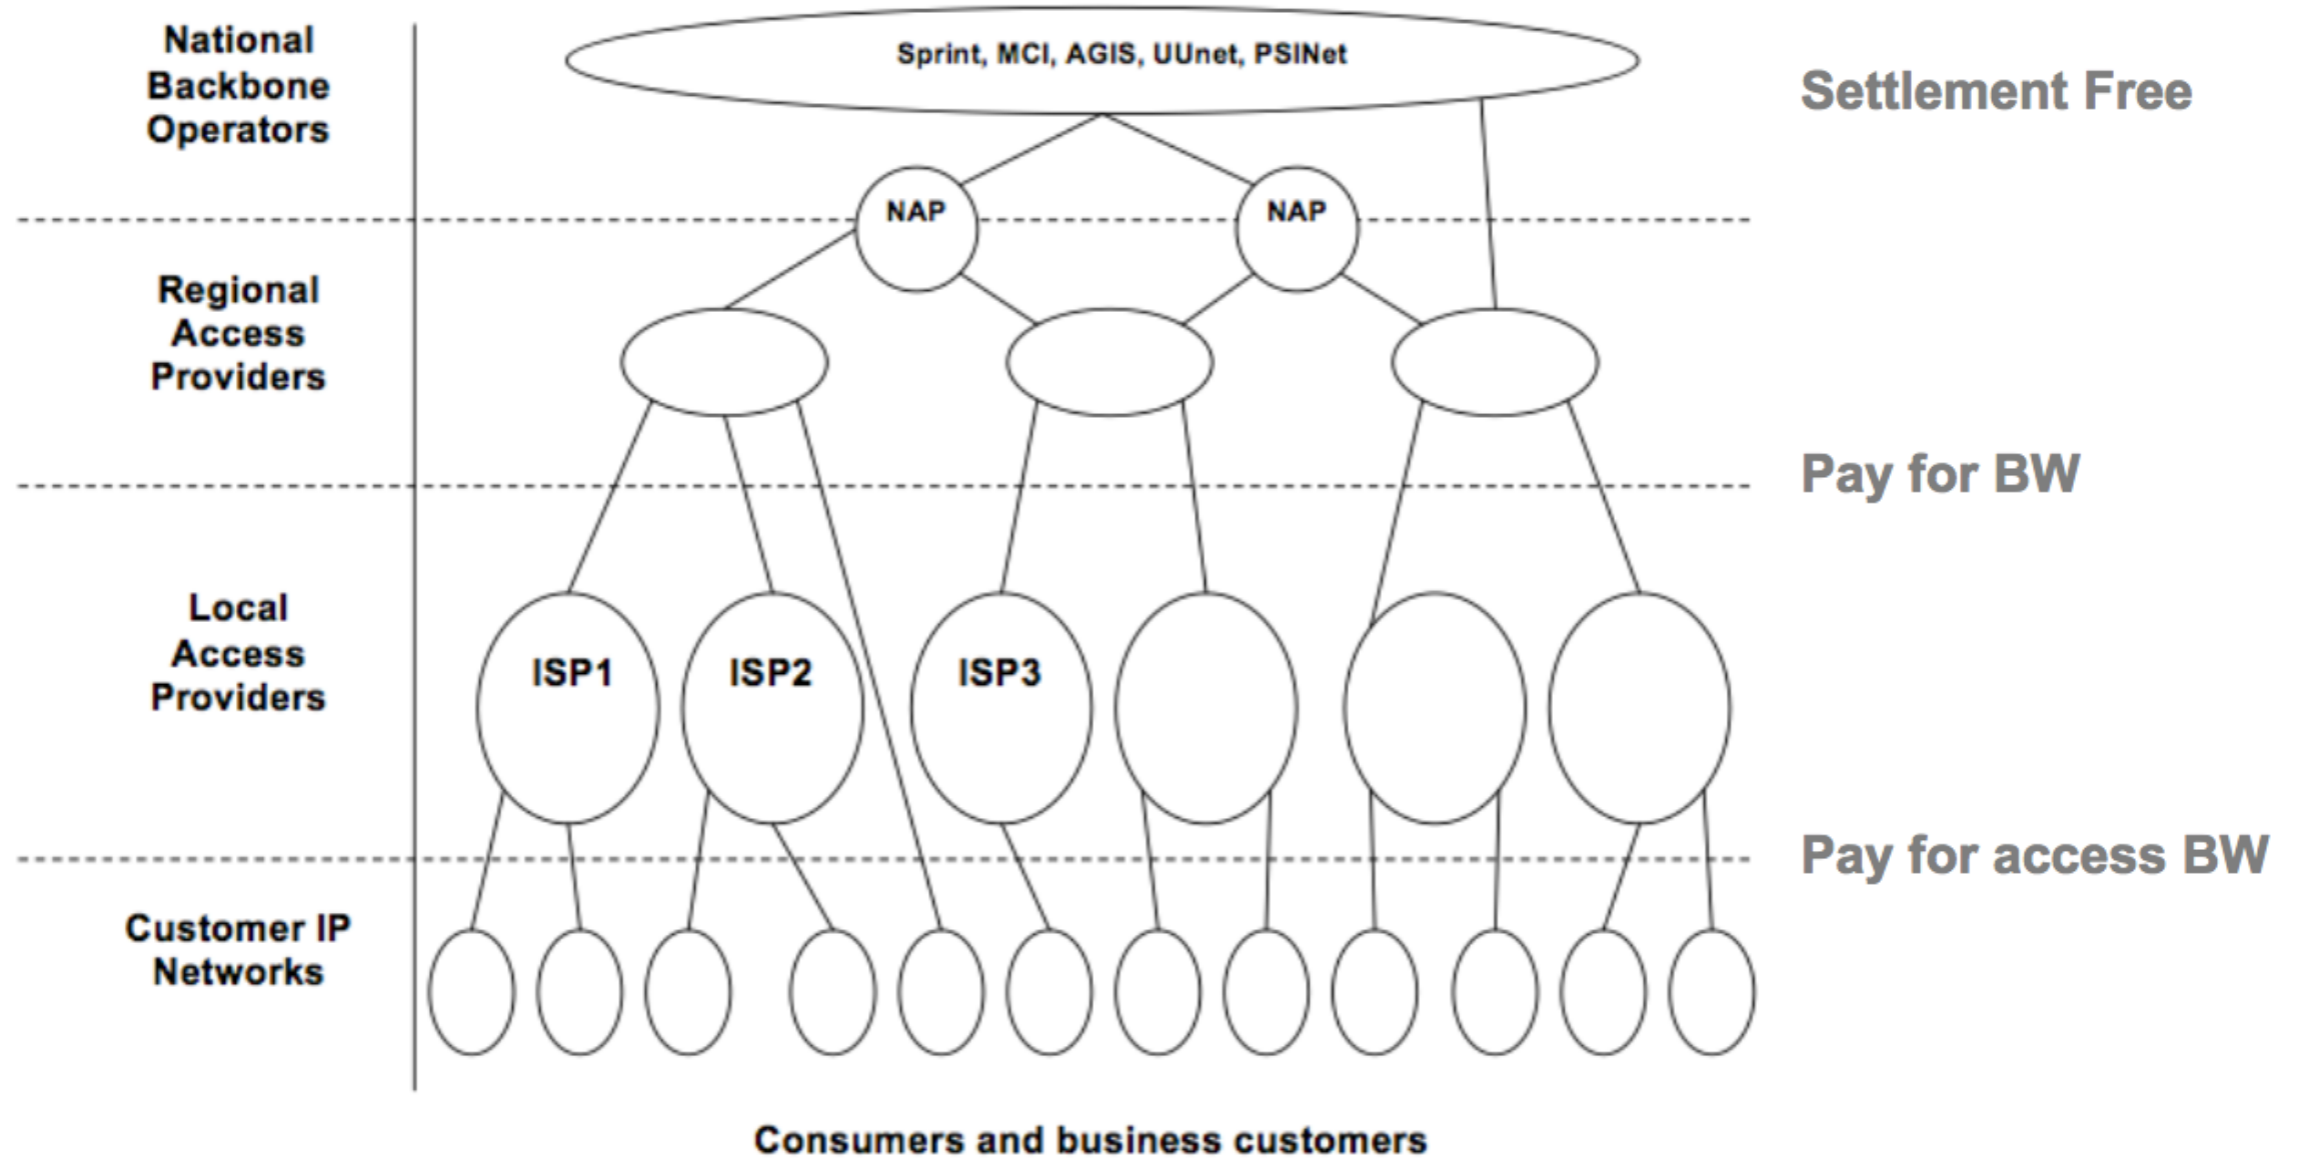 National
Backbone
Operators
Sprint, MCI, AGIS, UUnet, PSINet
Settlement Free
NAP
NAP
Regional
Access
Providers
Pay for BW
Local
Access
Providers
ISP1
ISP2
ISP3
Pay for access BW
Customer IP
Networks
Consumers and business customers